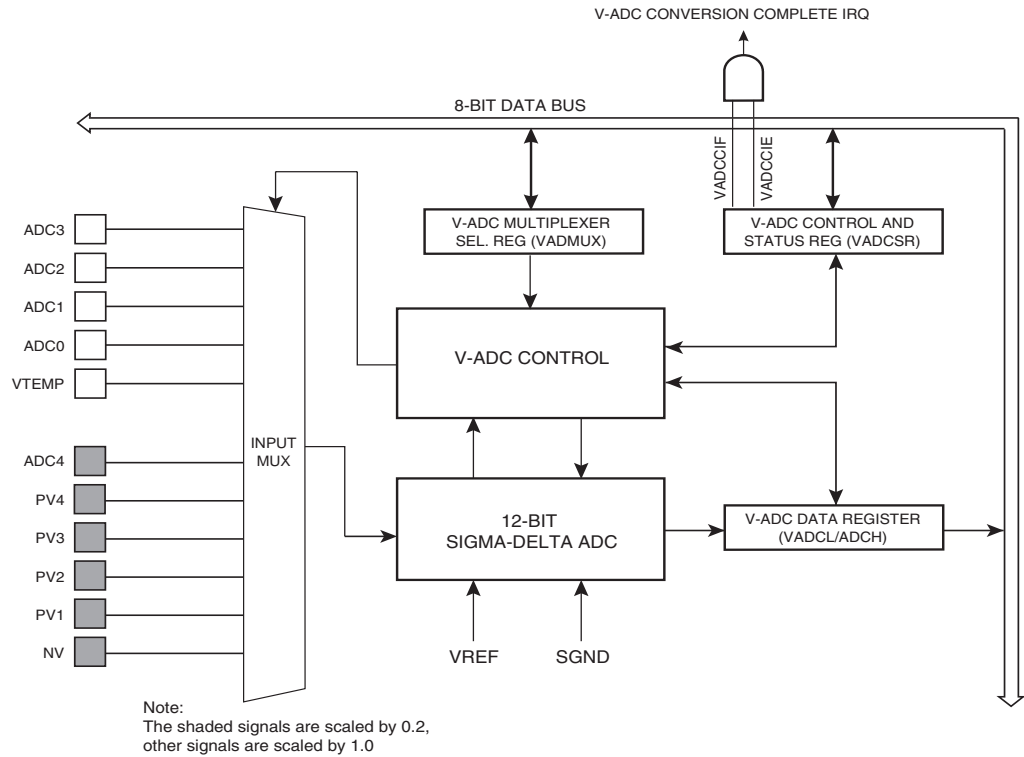 V-ADC CONVERSION COMPLETE IRQ
8-BIT DATA BUS
VADCCIF
VADCCIE
V-ADC MULTIPLEXER
SEL. REG (VADMUX)
V-ADC CONTROL AND
STATUS REG (VADCSR)
ADC3
ADC2
ADC1
ADC0
VTEMP
V-ADC CONTROL
INPUT
MUX
ADC4
PV4
PV3
PV2
PV1
NV
12-BIT
SIGMA-DELTA ADC
V-ADC DATA REGISTER
(VADCL/ADCH)
VREF
SGND
Note:
The shaded signals are scaled by 0.2,
other signals are scaled by 1.0